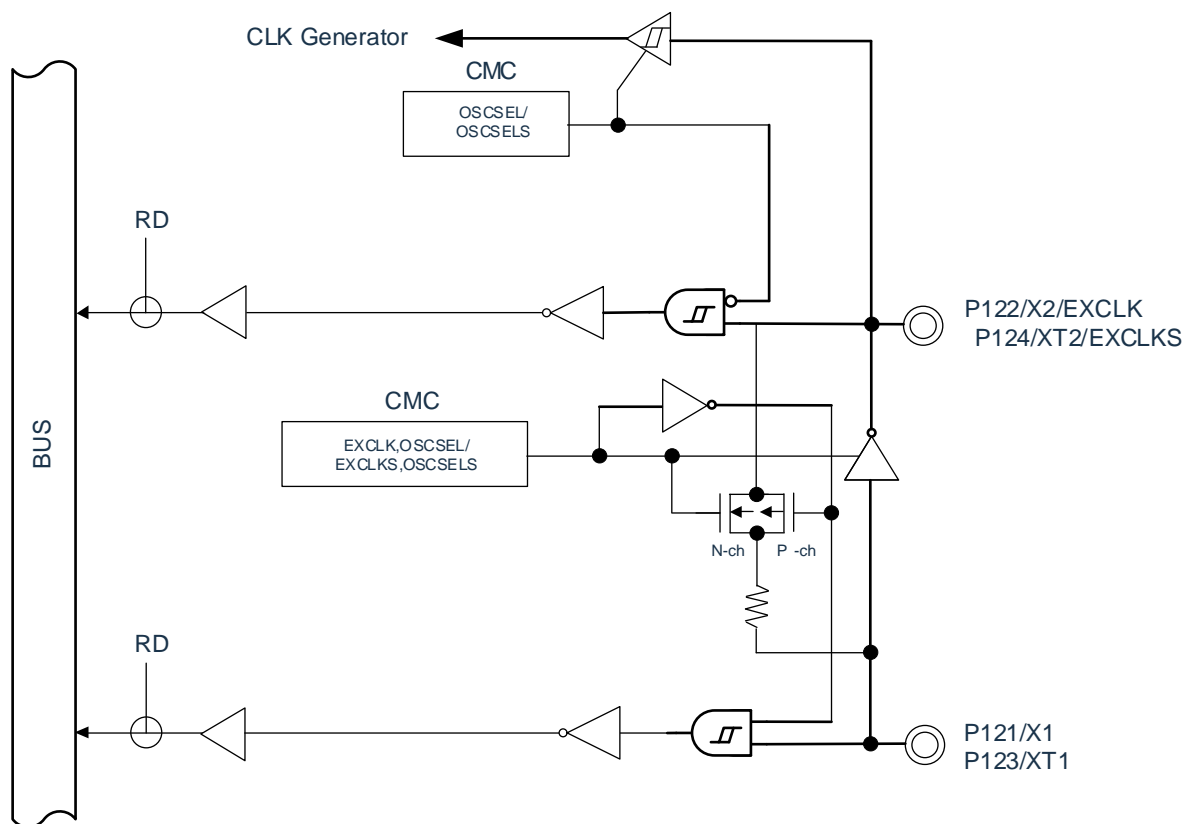 CLK Generator
CMC
OSCSEL/
OSCSELS
RD
P122/X2/EXCLK
P124/XT2/EXCLKS
CMC
EXCLK,OSCSEL/
EXCLKS,OSCSELS
BUS
N-ch
P -ch
RD
P121/X1
P123/XT1